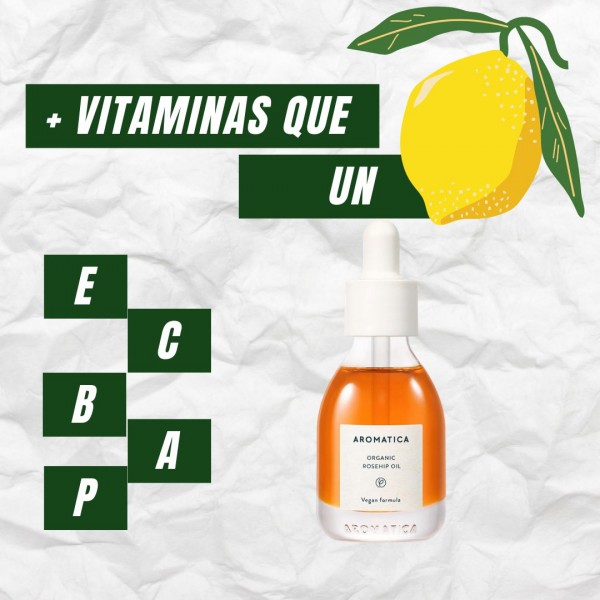 + VITAMINAS QUE
UN
E
C
B
A
P
AROMATICA
ORGANIC
ROSEHIP OIL
Vegan formula
AROMATICA